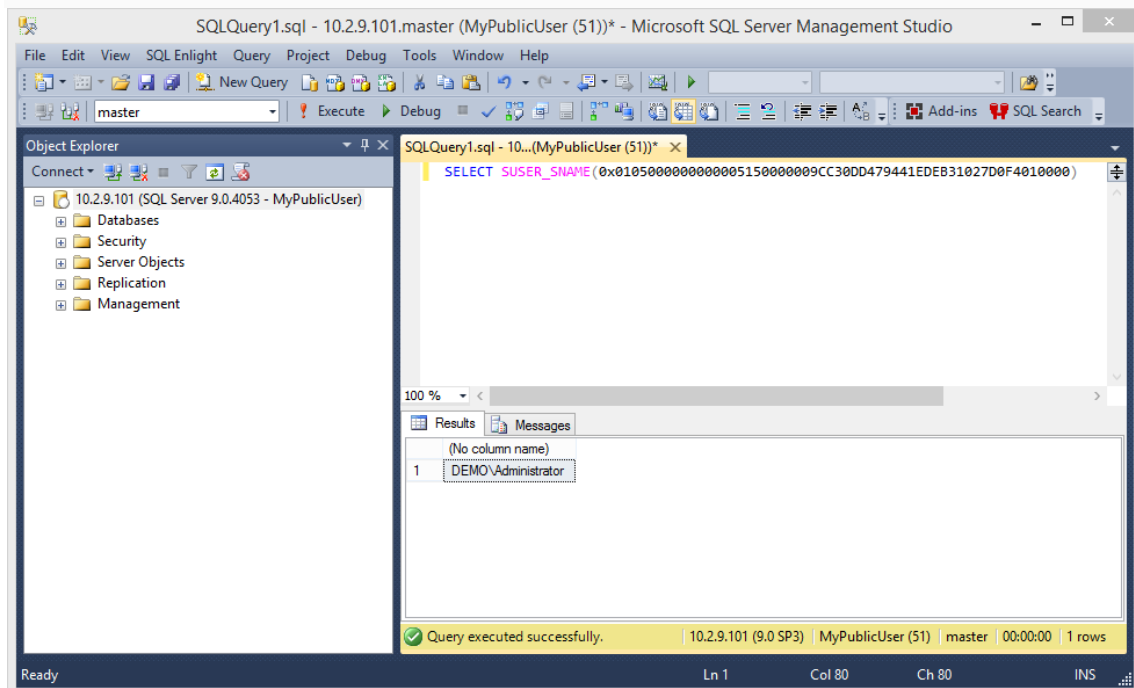 SQLQuery1.sql - 10.2.9.101.master (MyPublicUser (51))* - Microsoft SQL Server Management Studio
File Edit View SQL Enlight Query Project Debug Tools Window Help
New Query
master Execute Debug Add-ins SQL Search
Object Explorer
Connect
10.2.9.101 (SQL Server 9.0.4053 - MyPublicUser)
Databases
Security
Server Objects
Replication
Management
SQLQuery1.sql - 10...(MyPublicUser (51))*
SELECT SUSER_SNAME(0x0105000000000005150000009CC30DD479441EDEB31027D0F4010000)
100 %
Results Messages
(No column name)
1 DEMO\Administrator
Query executed successfully. 10.2.9.101 (9.0 SP3) MyPublicUser (51) master 00:00:00 1 rows
Ready Ln 1 Col 80 Ch 80 INS